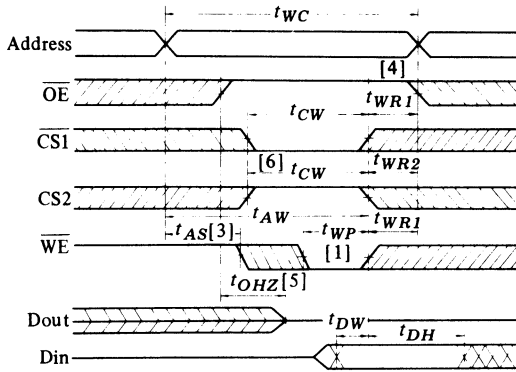 tWC
Address
[4]
OE
tCW tWR1
CS1
[6] tCW tWR2
CS2
tAW tWR1
tAS[3] tWP
WE [1]
tOHZ[5]
Dout
tDW tDH
Din